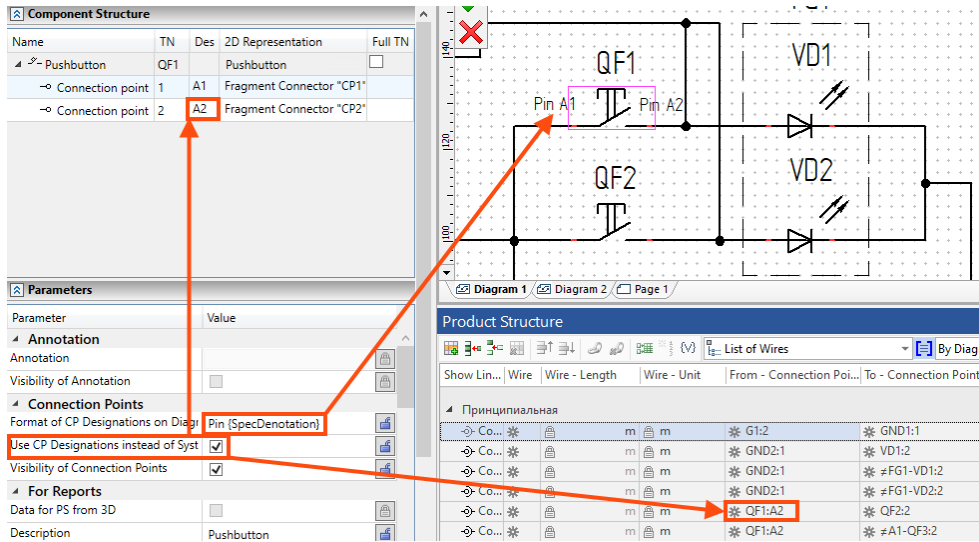 Component Structure
Name TN Des 2D Representation Full TN
Pushbutton QF1 Pushbutton
Connection point 1 A1 Fragment Connector "CP1"
Connection point 2 A2 Fragment Connector "CP2"
Parameters
Parameter Value
Annotation
Annotation
Visibility of Annotation
Connection Points
Format of CP Designations on Diagr Pin {SpecDenotation}
Use CP Designations instead of Syst
Visibility of Connection Points
For Reports
Data for PS from 3D
Description Pushbutton
140
120
100
QF1
Pin A1 Pin A2
VD1
QF2
VD2
Diagram 1 Diagram 2 Page 1
Product Structure
List of Wires By Diag
Show Lin... Wire Wire - Length Wire - Unit From - Connection Poi... To - Connection Point
Принципиальная
Co... m m G1:2 GND1:1
Co... m m GND2:1 VD1:2
Co... m m GND2:1 ≠FG1-VD1:2
Co... m m GND2:1 ≠FG1-VD2:2
Co... m m QF1:A2 QF2:2
Co... m m QF1:A2 ≠A1-QF3:2